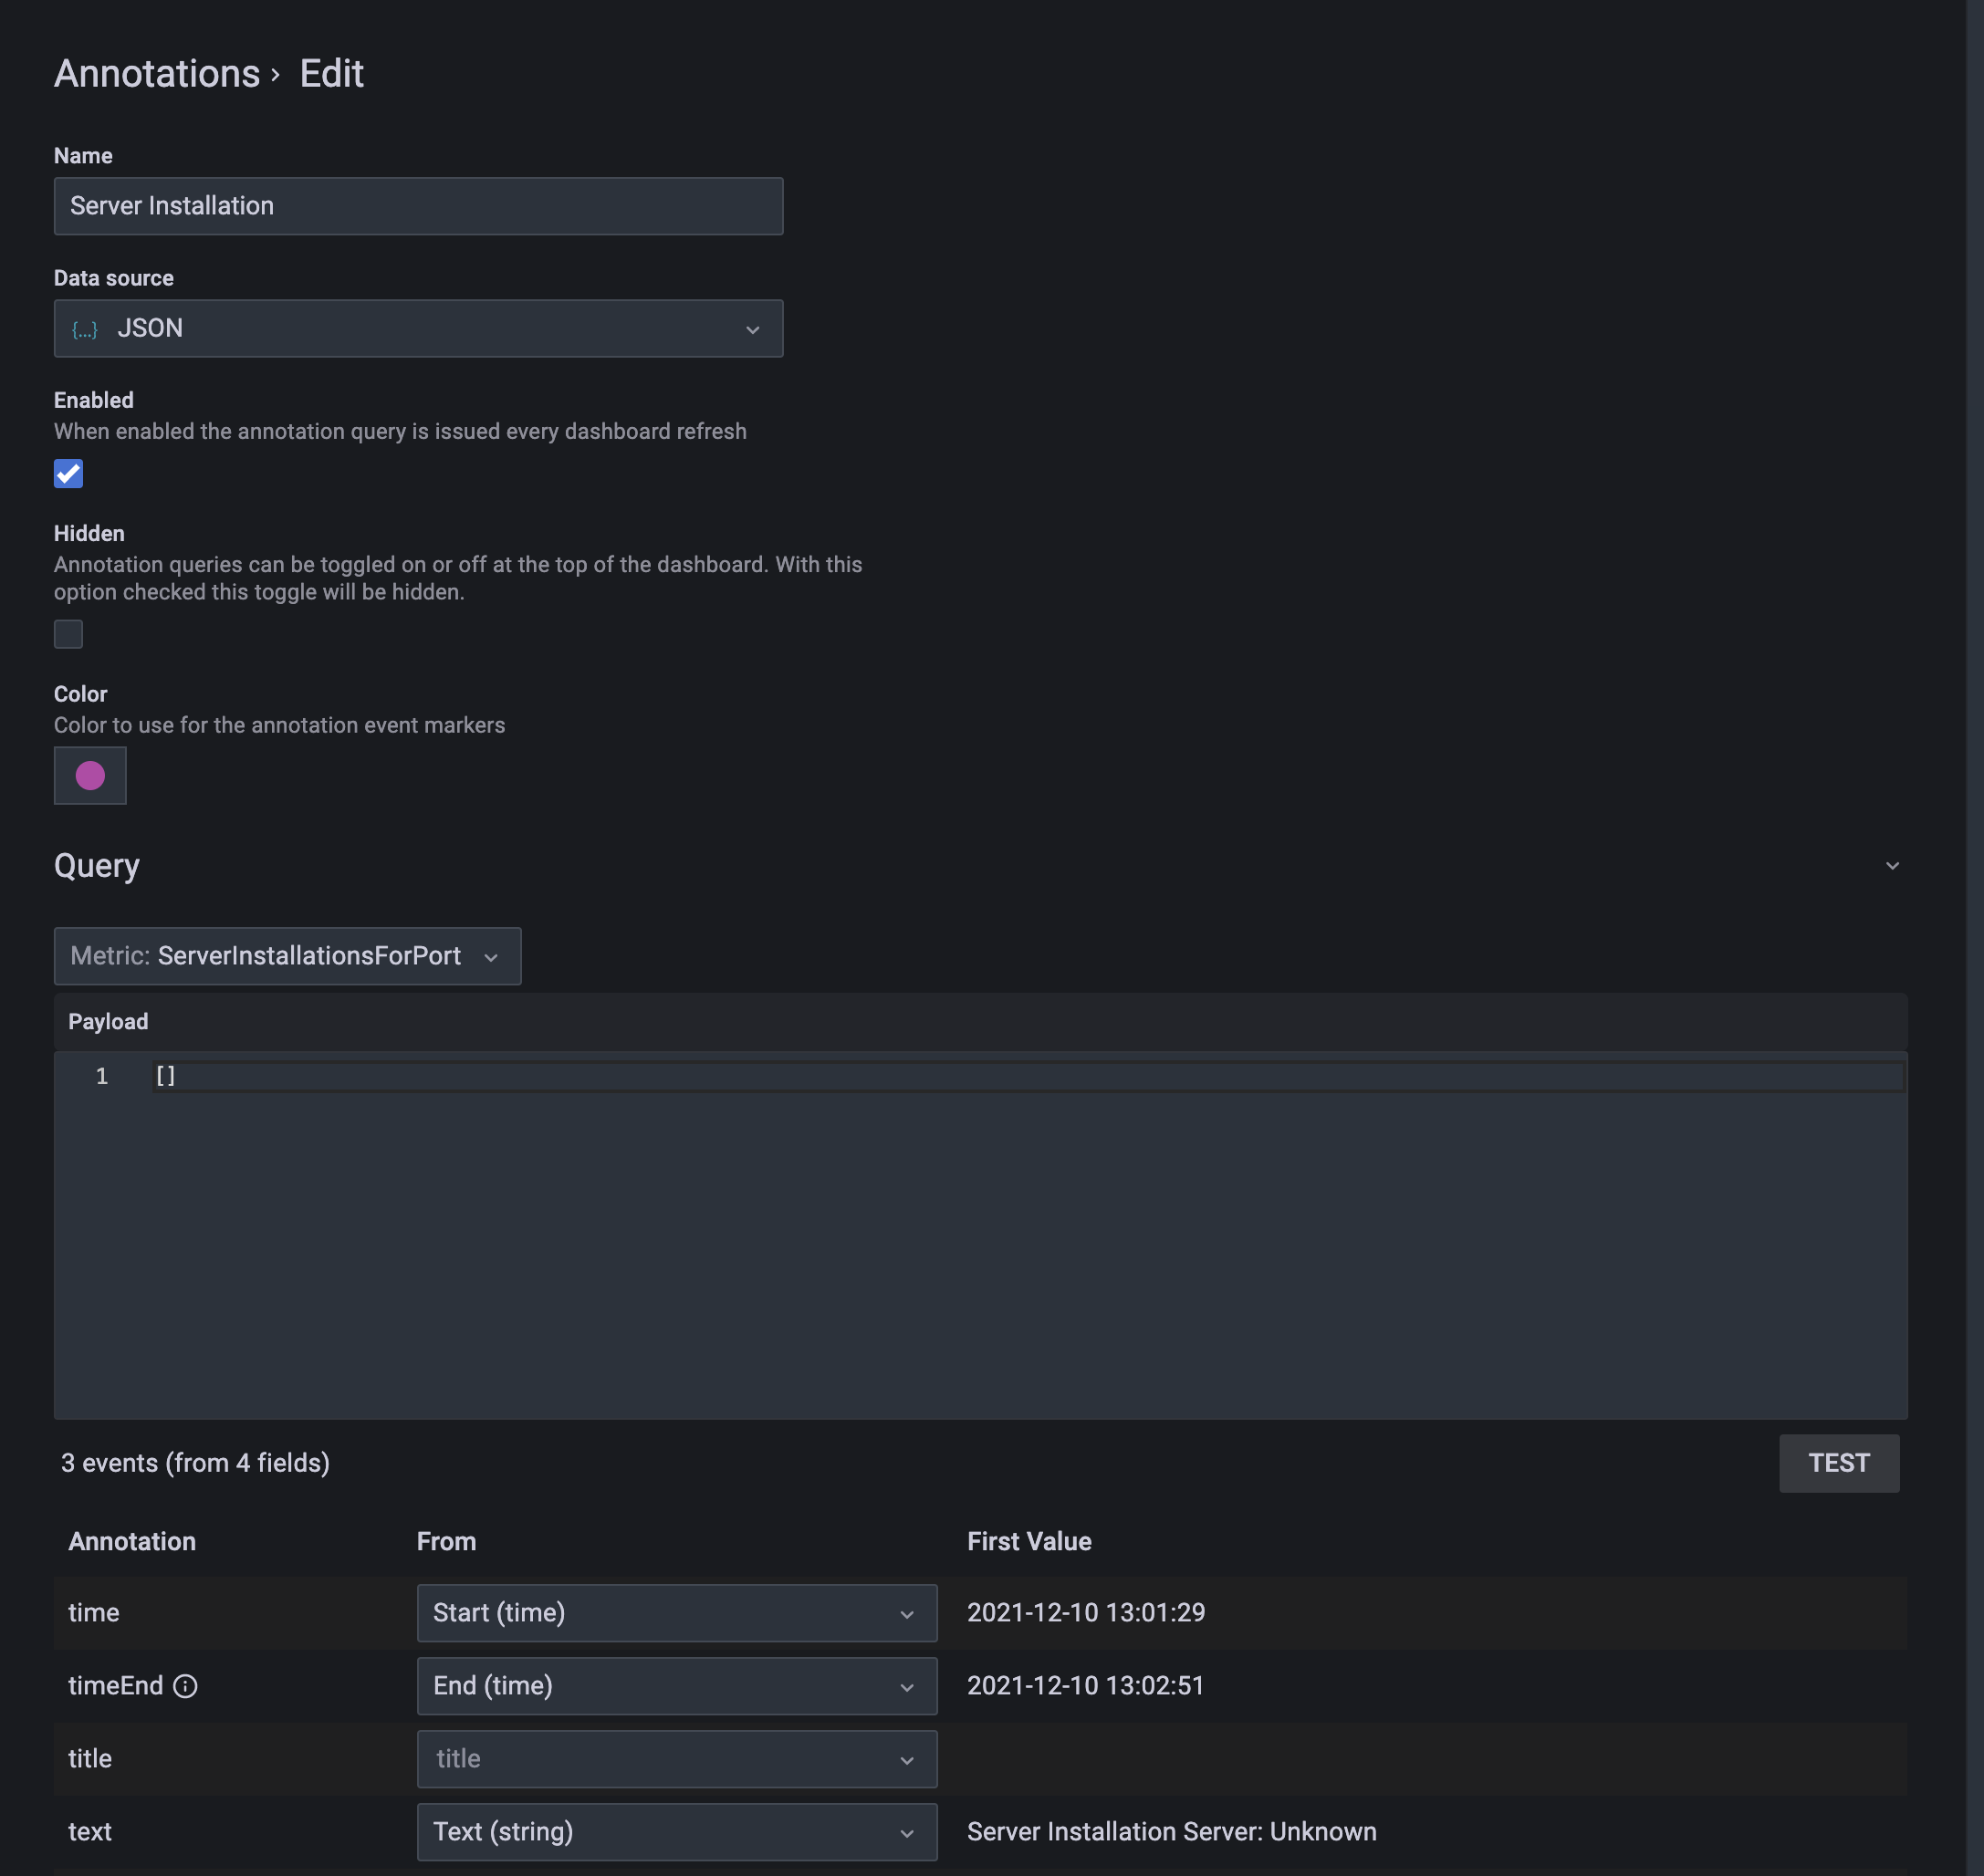 Annotations › Edit
Name
Server Installation
Data source
{...} JSON
Enabled
When enabled the annotation query is issued every dashboard refresh
Hidden
Annotation queries can be toggled on or off at the top of the dashboard. With this
option checked this toggle will be hidden.
Color
Color to use for the annotation event markers
Query
Metric: ServerInstallationsForPort
Payload
1 []
3 events (from 4 fields) TEST
Annotation From First Value
time Start (time) 2021-12-10 13:01:29
timeEnd End (time) 2021-12-10 13:02:51
title title
text Text (string) Server Installation Server: Unknown